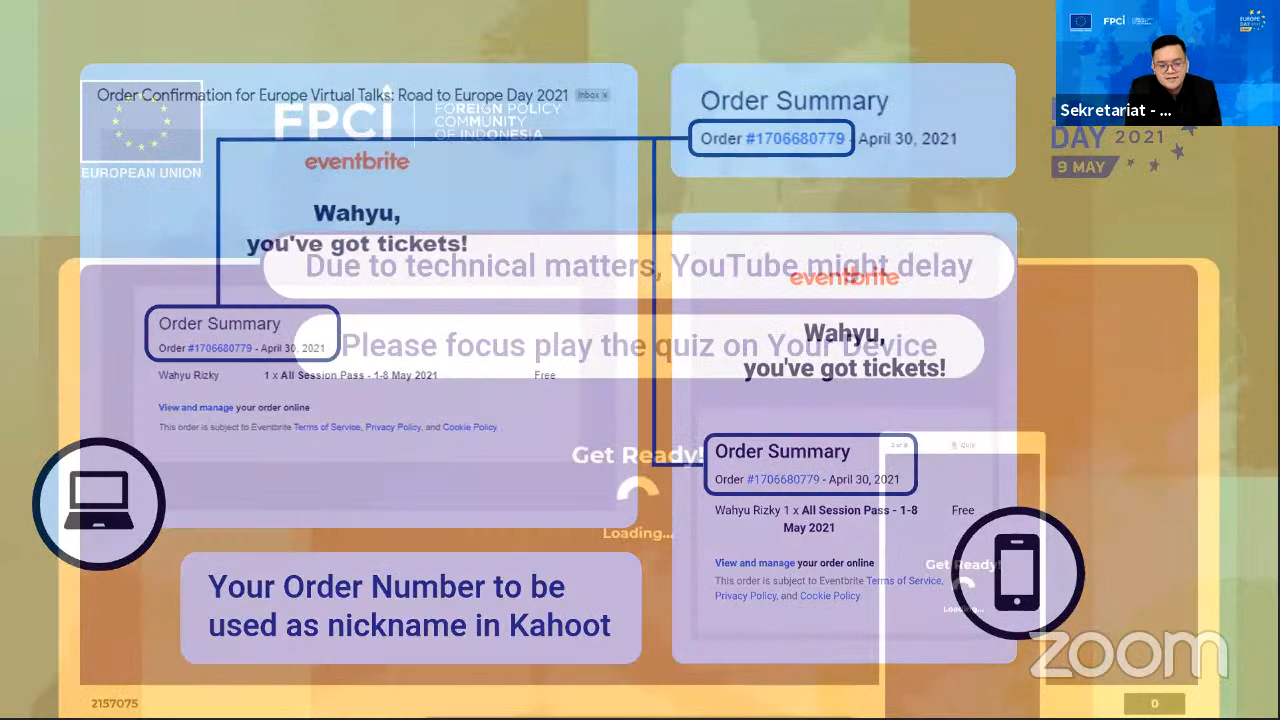 Order Confirmation for Europe Virtual Talks: Road to Europe Day 2021 Inbox x
EUROPEAN UNION
FPCI
FOREIGN POLICY
COMMUNITY
OF INDONESIA
eventbrite
Wahyu,
you've got tickets!
Order Summary
Order #1706680779 - April 30, 2021
FPCI
Sekretariat - ...
DAY 2021
9 MAY
Due to technical matters, YouTube might delay
Please focus play the quiz on Your Device
Order Summary
Order #1706680779 - April 30, 2021
Wahyu Rizky 1 x All Session Pass - 1-8 May 2021 Free
View and manage your order online
This order is subject to Eventbrite Terms of Service, Privacy Policy, and Cookie Policy.
eventbrite
Wahyu,
you've got tickets!
Get Ready!
Loading...
Order Summary
Order #1706680779 - April 30, 2021
Wahyu Rizky 1 x All Session Pass - 1-8 Free
May 2021
View and manage your order online
This order is subject to Eventbrite Terms of Service,
Privacy Policy, and Cookie Policy.
Quiz
Get Ready!
Loading...
Your Order Number to be
used as nickname in Kahoot
zoom
2157075
0